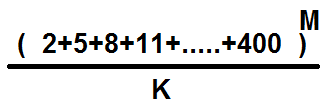 ( 2+5+8+11+.....+400 )M
K